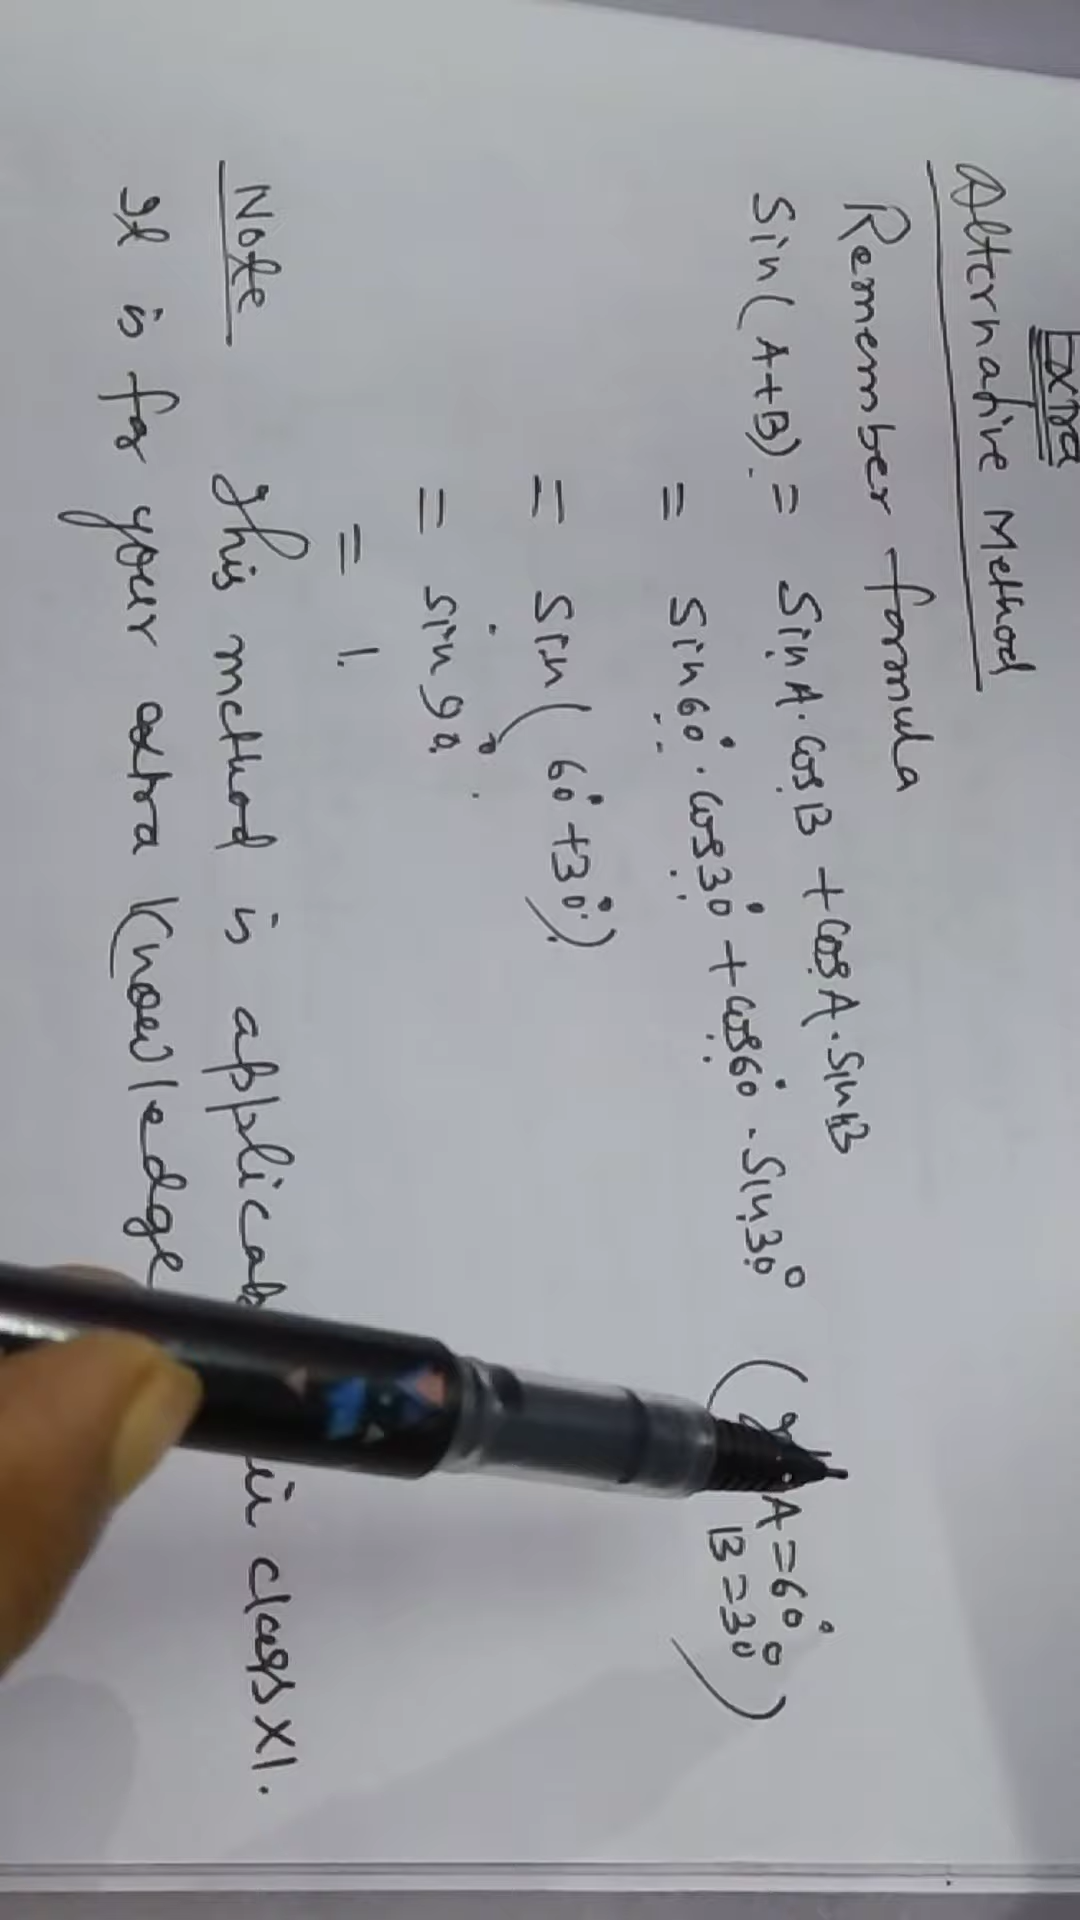 Extra
Alternative Method
Remember formula
Sin(A+B) = SinA.CosB + CosA.SinB
= Sin60°.Cos30° + Cos60°.Sin30° ( A=60°
B=30° )
= Sin(60°+30°)
= Sin90°
= 1.
Note This method is in class XI.
It is for your extra Knowledge